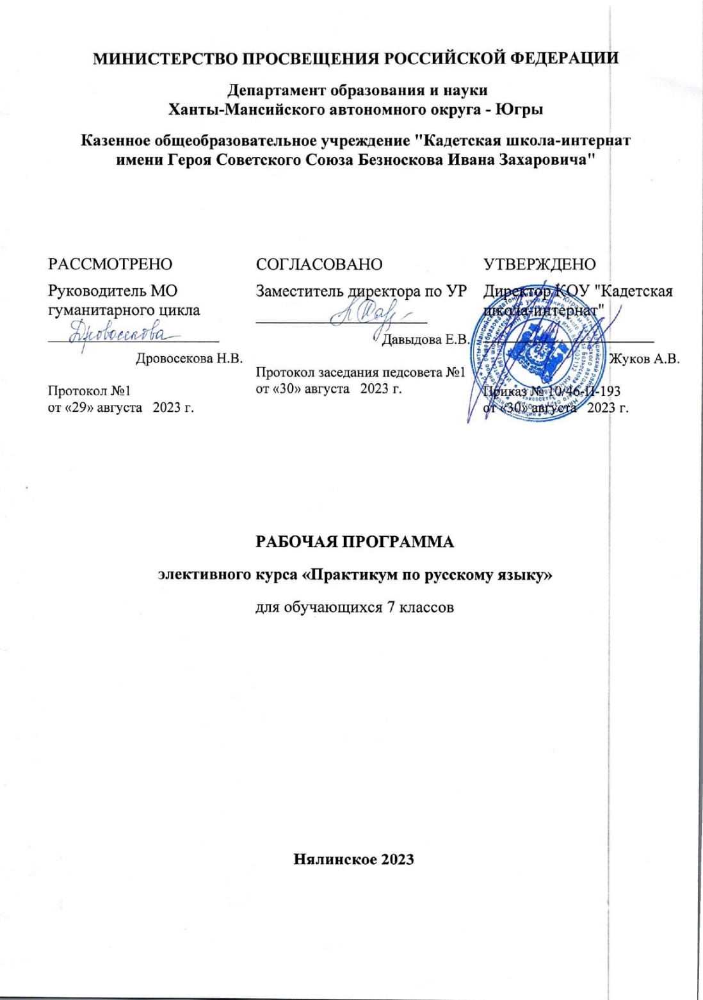 МИНИСТЕРСТВО ПРОСВЕЩЕНИЯ РОССИЙСКОЙ ФЕДЕРАЦИИ
Департамент образования и науки
Ханты-Мансийского автономного округа - Югры
Казенное общеобразовательное учреждение "Кадетская школа-интернат
имени Героя Советского Союза Безноскова Ивана Захаровича"
РАССМОТРЕНО
Руководитель МО
гуманитарного цикла
Дровосекова
Дровосекова Н.В.
Протокол №1
от «29» августа 2023 г.
СОГЛАСОВАНО
Заместитель директора по УР
Давыдова Е.В.
Протокол заседания педсовета №1
от «30» августа 2023 г.
УТВЕРЖДЕНО
Директор КОУ "Кадетская
школа-интернат"
Жуков А.В.
Приказ № 10/46-П-193
от «30» августа 2023 г.
РАБОЧАЯ ПРОГРАММА
элективного курса «Практикум по русскому языку»
для обучающихся 7 классов
Нялинское 2023